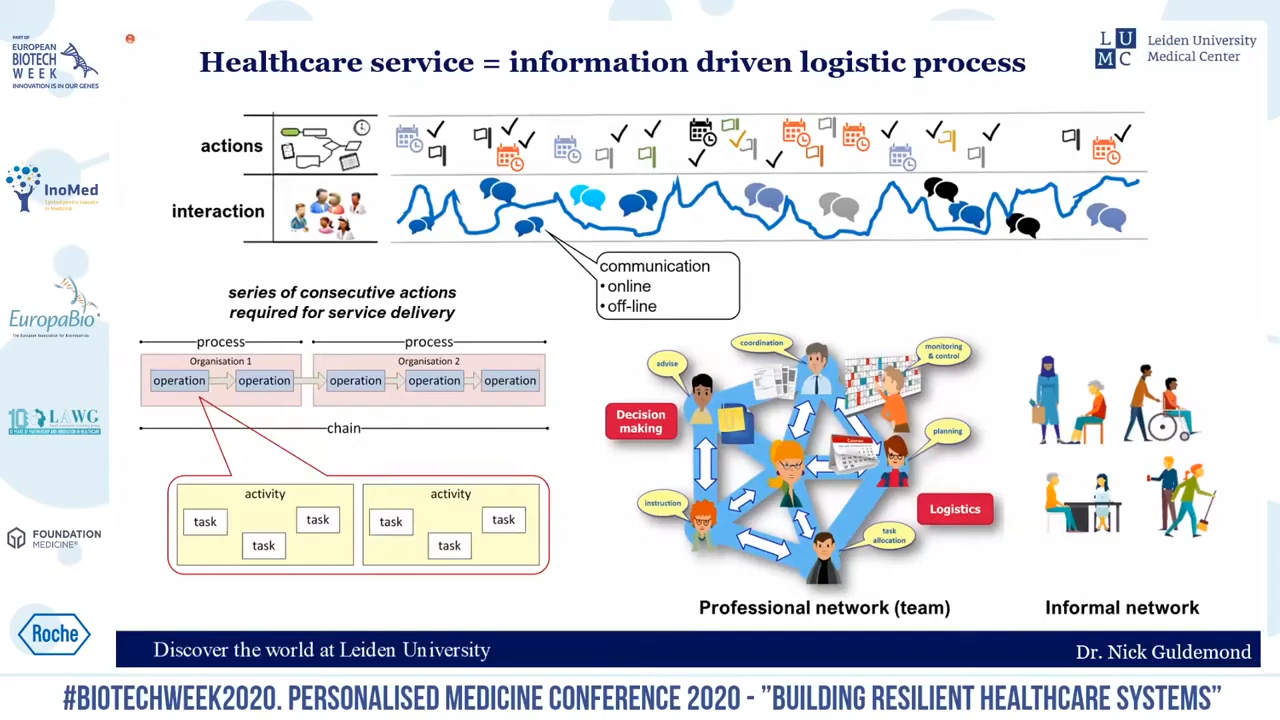 PART OF
EUROPEAN
BIOTECH
WEEK
INNOVATION IS IN OUR GENES
Healthcare service = information driven logistic process
LUMC
Leiden University
Medical Center
actions
interaction
InoMed
communication
• online
• off-line
series of consecutive actions
required for service delivery
EuropaBio
process
process
Organisation 1
Organisation 2
operation
operation
operation
operation
operation
chain
activity
activity
task
task
task
task
task
task
LAWG
FOUNDATION
MEDICINE®
Roche
coordination
advise
monitoring
& control
Decision
making
planning
instruction
Logistics
task
allocation
Professional network (team)
Informal network
Discover the world at Leiden University
Dr. Nick Guldemond
#BIOTECHWEEK2020. PERSONALISED MEDICINE CONFERENCE 2020 - ”BUILDING RESILIENT HEALTHCARE SYSTEMS”